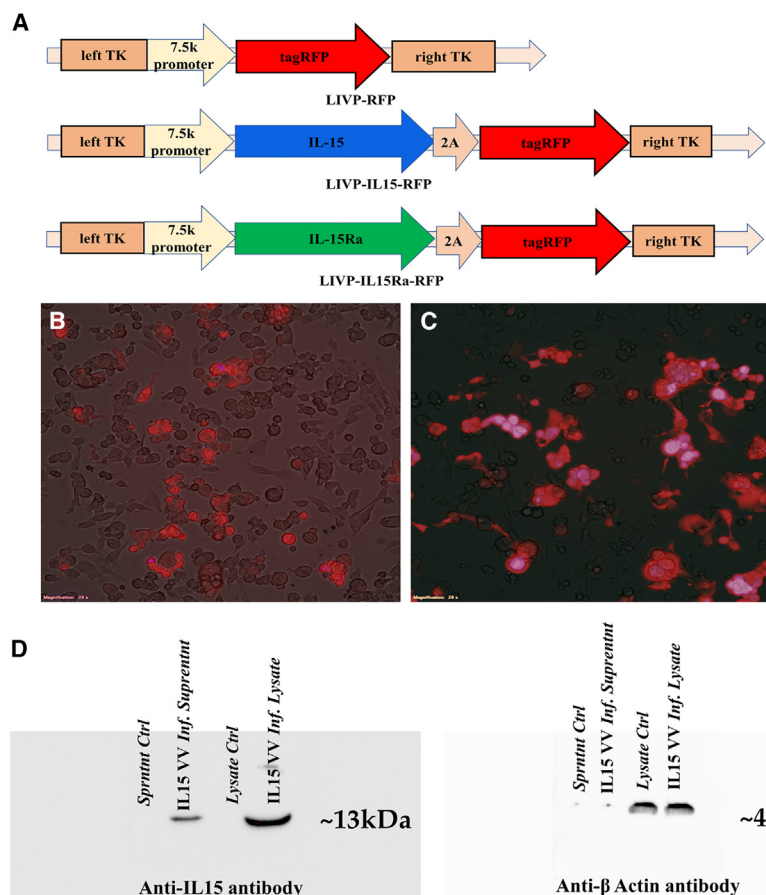 A
left TK
7.5k
promoter
tagRFP
right TK
LIVP-RFP
left TK
7.5k
promoter
IL-15
2A
tagRFP
right TK
LIVP-IL15-RFP
left TK
7.5k
promoter
IL-15Ra
2A
tagRFP
right TK
LIVP-IL15Ra-RFP
B
Magnification: 20 x
C
Magnification: 20 x
D
Sprntnt Ctrl
IL15 VV Inf. Suprentnt
Lysate Ctrl
IL15 VV Inf. Lysate
~13kDa
Anti-IL15 antibody
Sprntnt Ctrl
IL15 VV Inf. Suprentnt
Lysate Ctrl
IL15 VV Inf. Lysate
~4
Anti-β Actin antibody